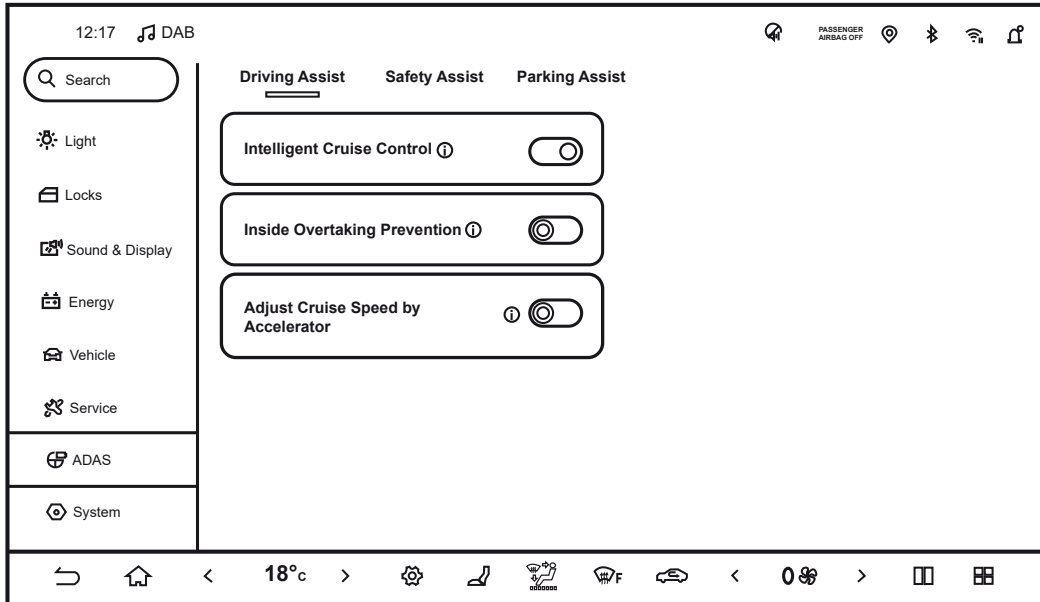 12:17 DAB
PASSENGER
AIRBAG OFF
Search
Light
Locks
Sound & Display
Energy
Vehicle
Service
ADAS
System
Driving Assist Safety Assist Parking Assist
Intelligent Cruise Control
Inside Overtaking Prevention
Adjust Cruise Speed by
Accelerator
18°C F 0